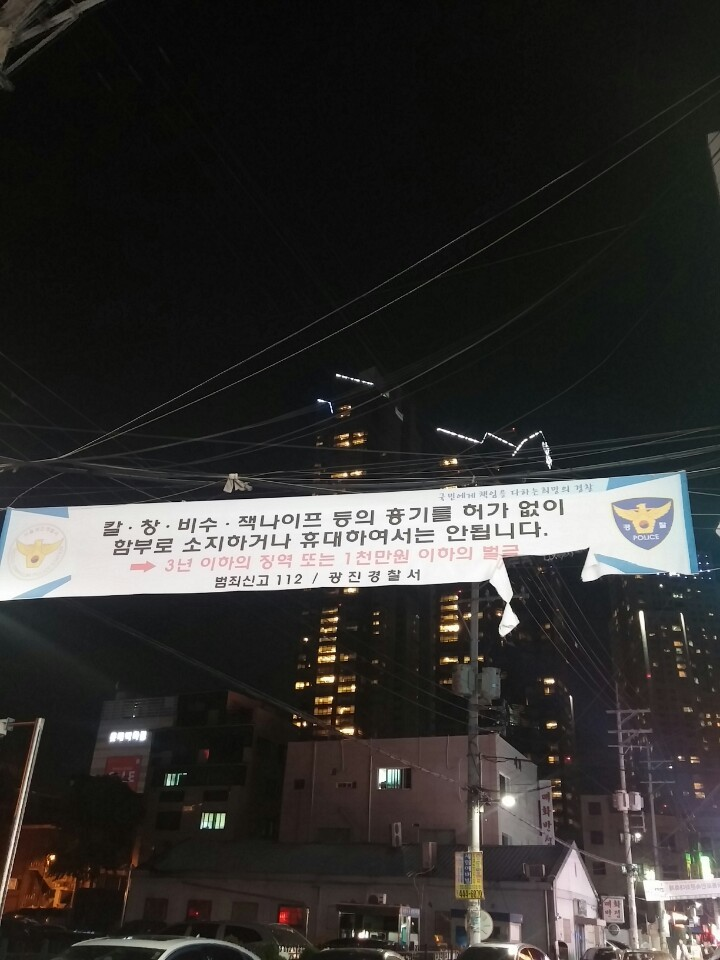 국민에게 책임을 다하는 희망의 경찰
칼·창·비수·잭나이프 등의 흉기를 허가 없이
함부로 소지하거나 휴대하여서는 안됩니다.
➡ 3년 이하의 징역 또는 1천만원 이하의 벌금
범죄신고 112 / 광진경찰서
경 찰
POLICE